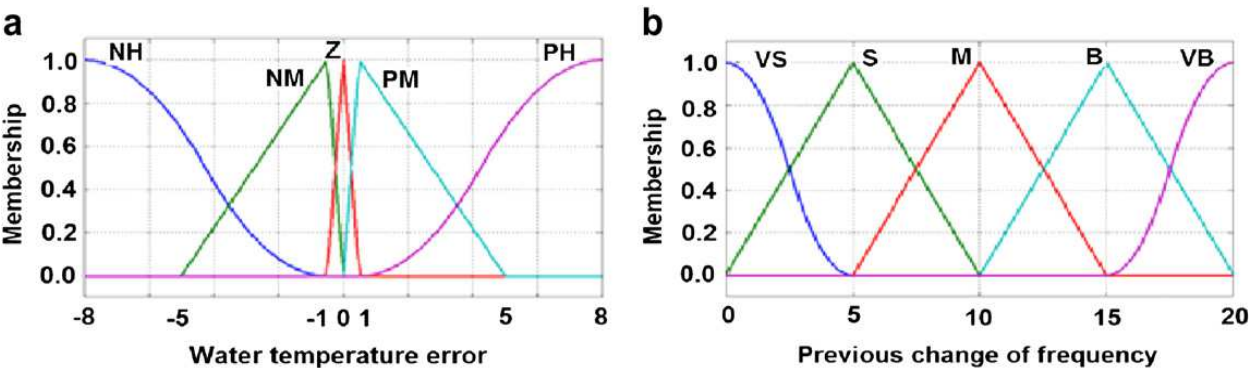 a
NH
Z
PH
NM
PM
1.0
0.8
0.6
0.4
0.2
0.0
Membership
-8
-5
-1 0 1
5
8
Water temperature error
b
VS
S
M
B
VB
1.0
0.8
0.6
0.4
0.2
0.0
Membership
0
5
10
15
20
Previous change of frequency